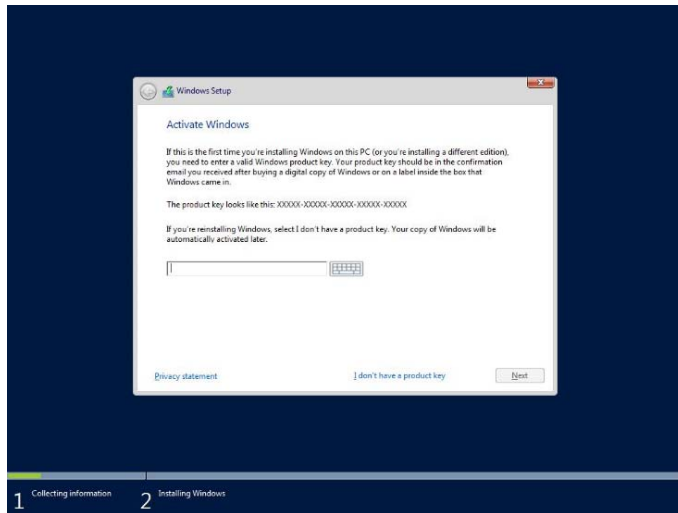 Windows Setup
Activate Windows
If this is the first time you're installing Windows on this PC (or you're installing a different edition),
you need to enter a valid Windows product key. Your product key should be in the confirmation
email you received after buying a digital copy of Windows or on a label inside the box that
Windows came in.
The product key looks like this: XXXXX-XXXXX-XXXXX-XXXXX-XXXXX
If you're reinstalling Windows, select I don't have a product key. Your copy of Windows will be
automatically activated later.
Privacy statement
I don't have a product key
Next
1 Collecting information
2 Installing Windows